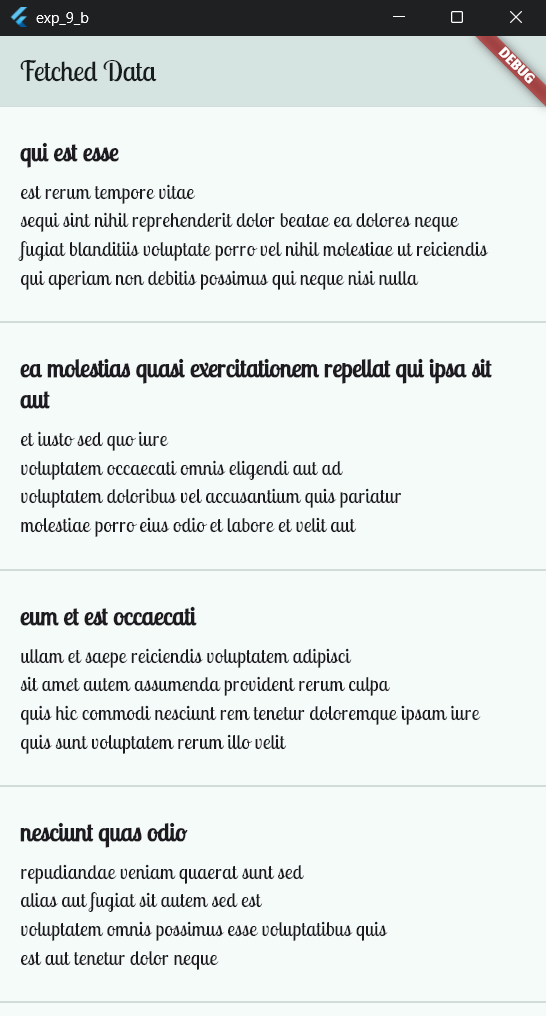 exp_9_b
Fetched Data
DEBUG
qui est esse
est rerum tempore vitae
sequi sint nihil reprehenderit dolor beatae ea dolores neque
fugiat blanditiis voluptate porro vel nihil molestiae ut reiciendis
qui aperiam non debitis possimus qui neque nisi nulla
ea molestias quasi exercitationem repellat qui ipsa sit
aut
et iusto sed quo iure
voluptatem occaecati omnis eligendi aut ad
voluptatem doloribus vel accusantium quis pariatur
molestiae porro eius odio et labore et velit aut
eum et est occaecati
ullam et saepe reiciendis voluptatem adipisci
sit amet autem assumenda provident rerum culpa
quis hic commodi nesciunt rem tenetur doloremque ipsam iure
quis sunt voluptatem rerum illo velit
nesciunt quas odio
repudiandae veniam quaerat sunt sed
alias aut fugiat sit autem sed est
voluptatem omnis possimus esse voluptatibus quis
est aut tenetur dolor neque